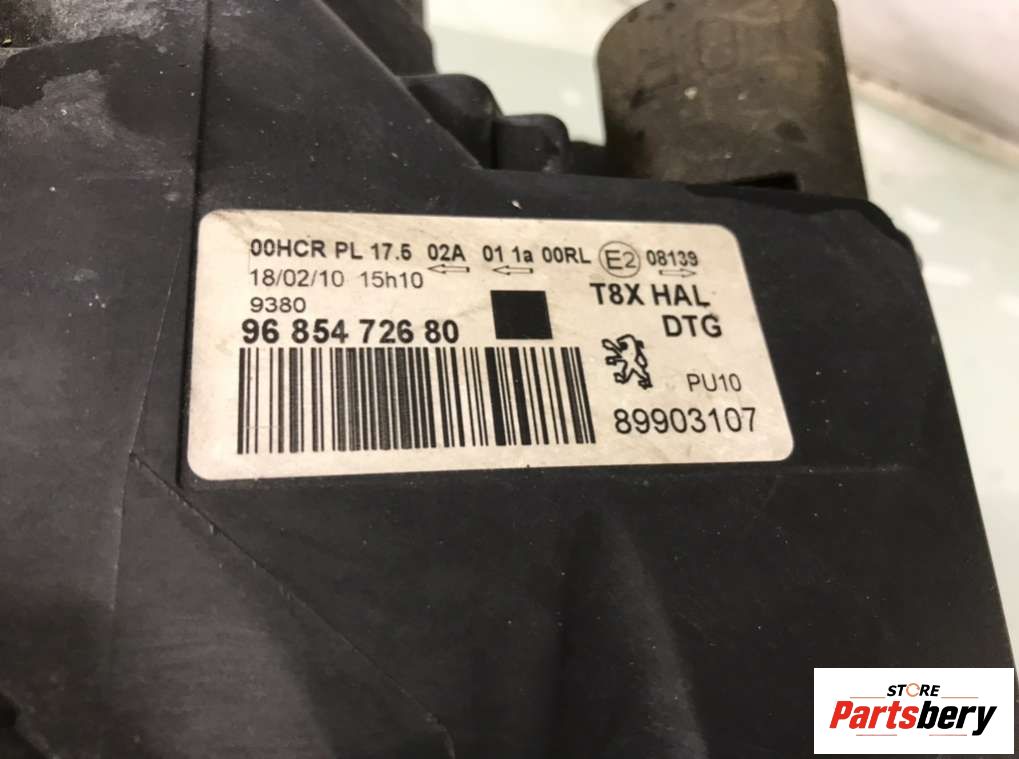 00HCR PL 17.5 02A 01 1a 00RL E2 08139
18/02/10 15h10
9380
96 854 726 80
T8X HAL
DTG
PU10
89903107
STORE
Partsbery